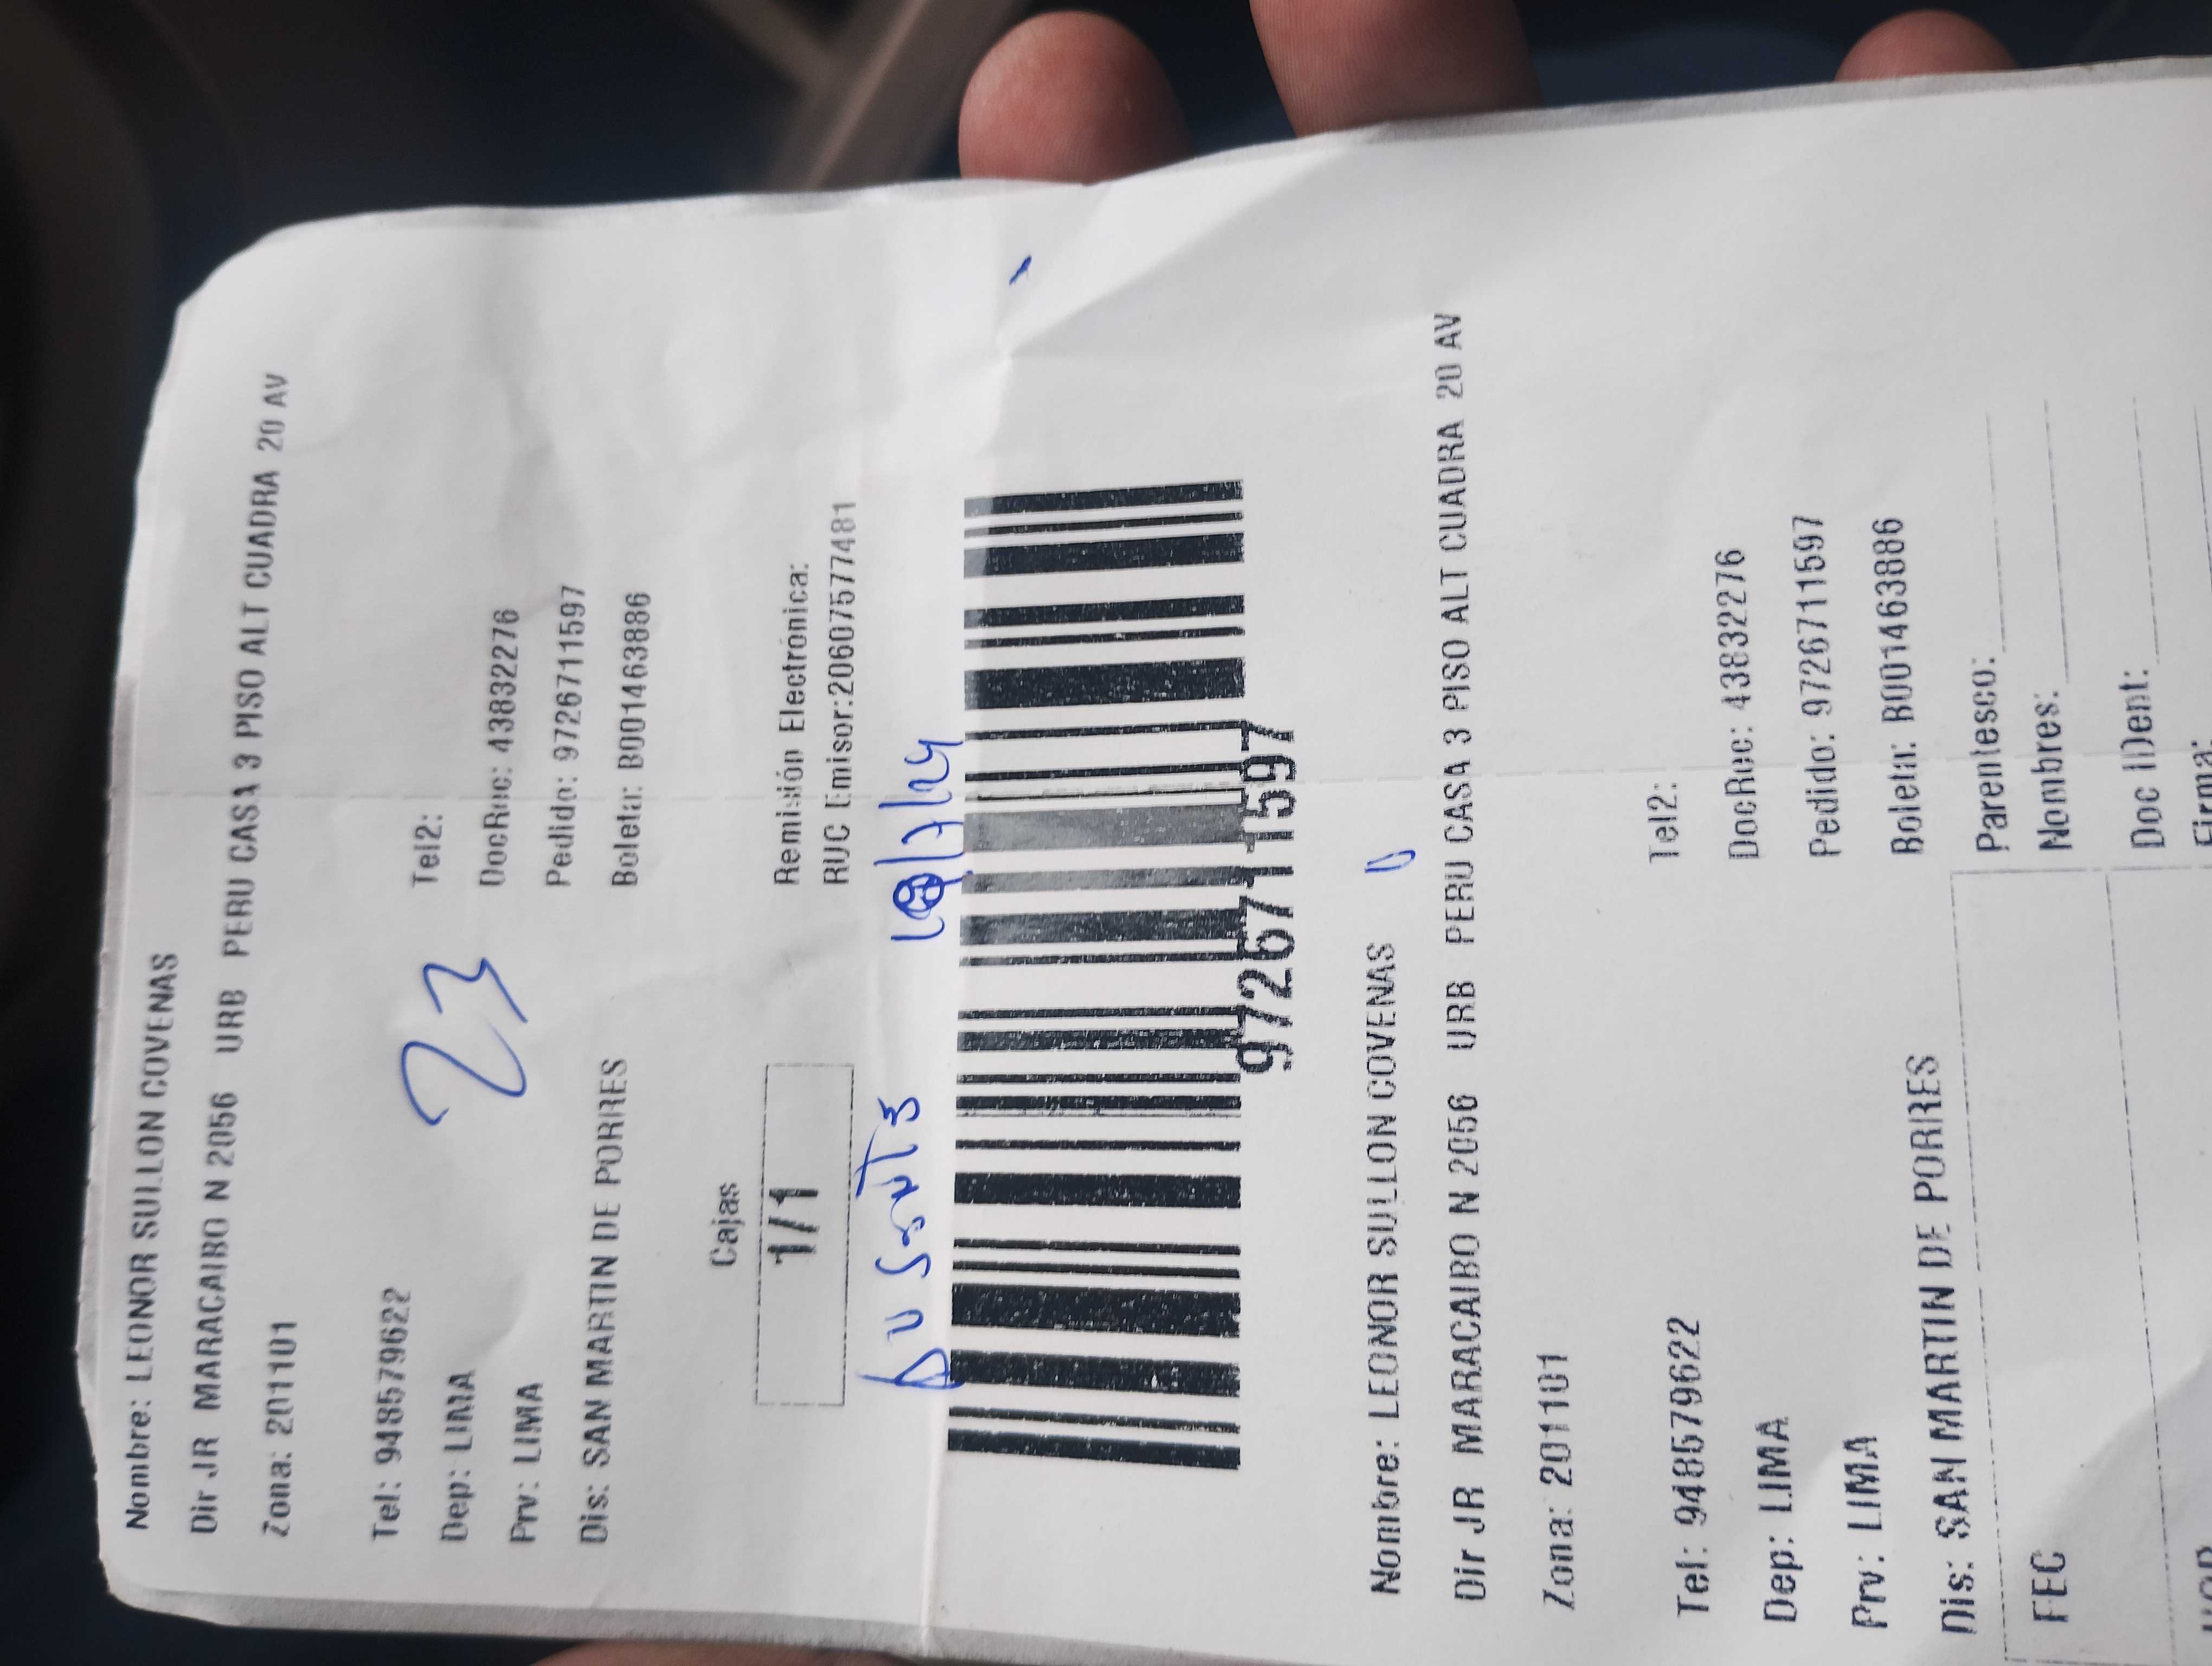 Nombre: LEONOR SULLON COVENAS
Dir JR MARACAIBO N 2056 URB PERU CASA 3 PISO ALT CUADRA 20 AV
Zona: 201101
Tel: 948579622 Tel2:
23
Dep: LIMA DocRec: 43832276
Prv: LIMA Pedido: 9726711597
Dis: SAN MARTIN DE PORRES Boleta: B001463886
Cajas
1/1
Remisión Electrónica:
RUC Emisor:20607577481
Ausente
9726711597
Nombre: LEONOR SULLON COVENAS
Dir JR MARACAIBO N 2056 URB PERU CASA 3 PISO ALT CUADRA 20 AV
Zona: 201101
Tel: 948579622 Tel2:
Dep: LIMA DocRec: 43832276
Prv: LIMA Pedido: 9726711597
Dis: SAN MARTIN DE PORRES Boleta: B001463886
FEC
Parentesco:
Nombres:
Doc IDent:
Firma: